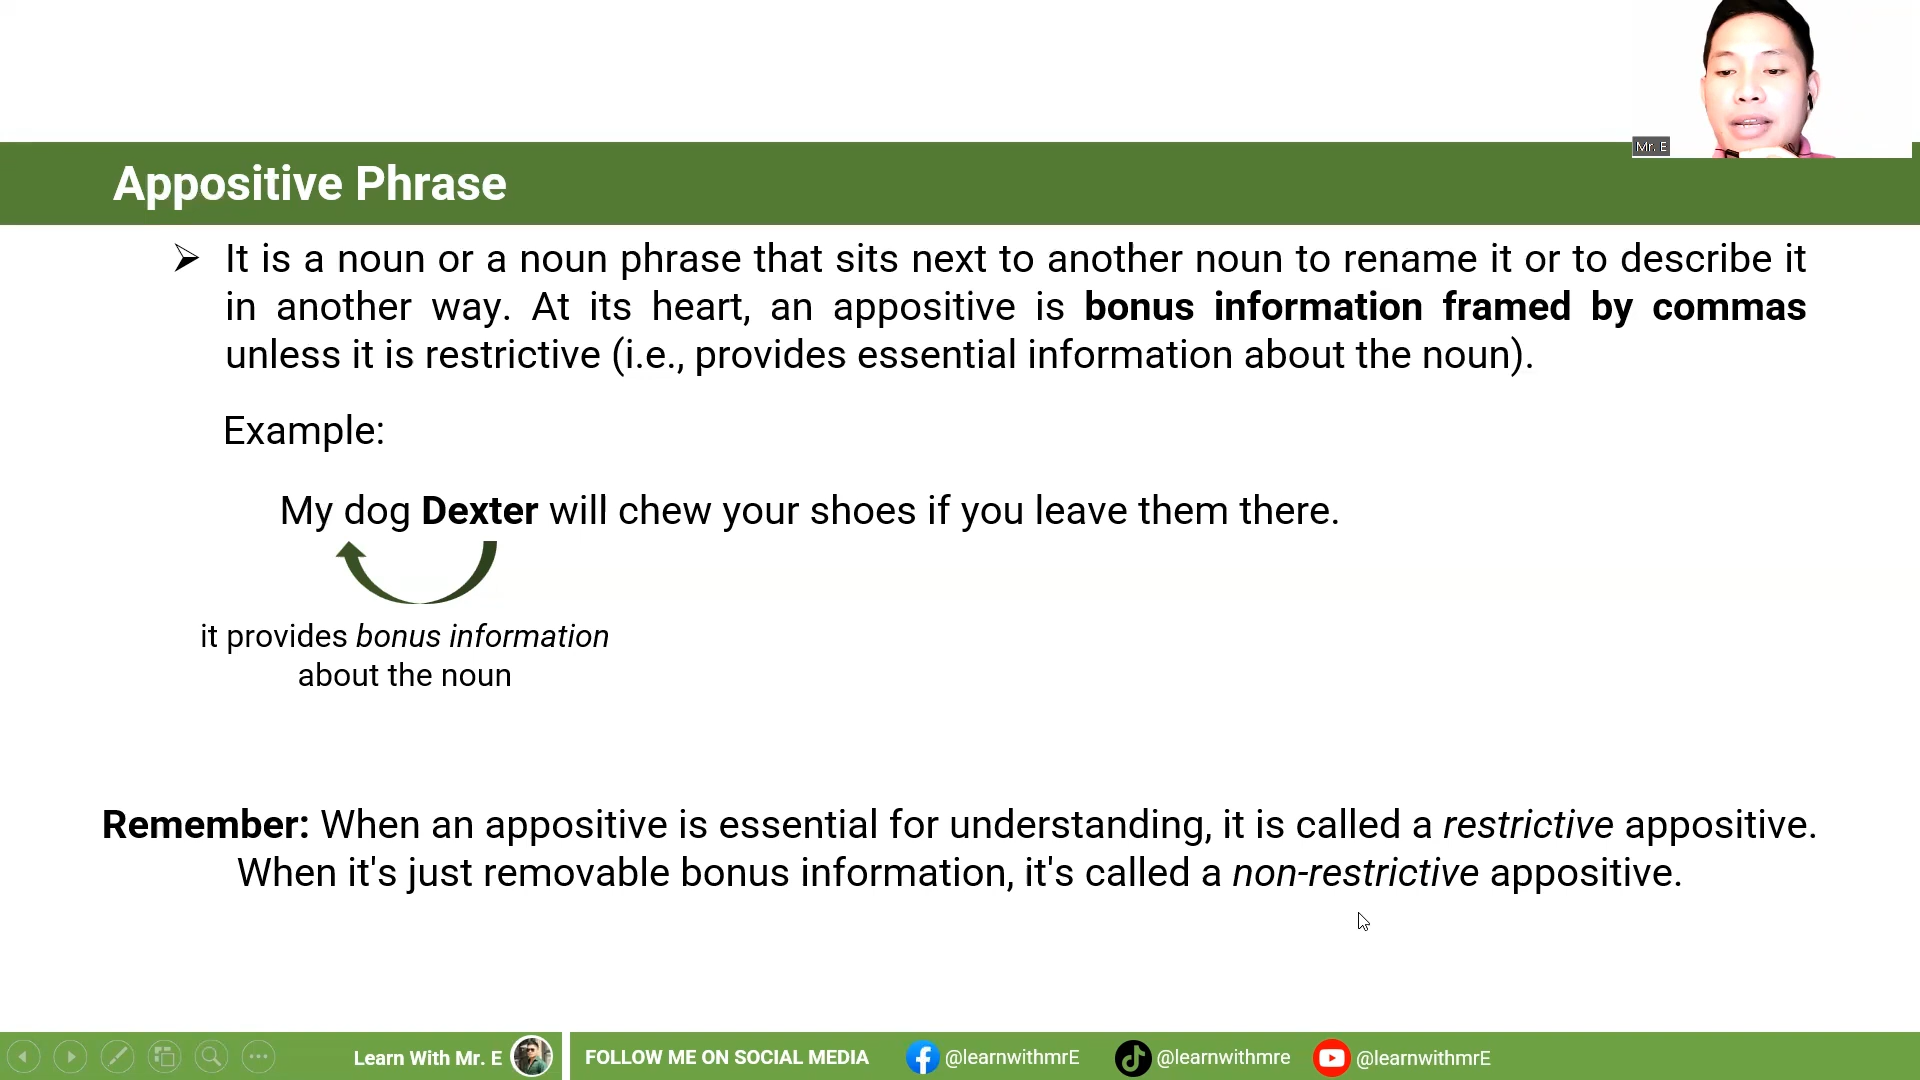 Mr. E
Appositive Phrase
➢ It is a noun or a noun phrase that sits next to another noun to rename it or to describe it
in another way. At its heart, an appositive is bonus information framed by commas
unless it is restrictive (i.e., provides essential information about the noun).
Example:
My dog Dexter will chew your shoes if you leave them there.
it provides bonus information
about the noun
Remember: When an appositive is essential for understanding, it is called a restrictive appositive.
When it's just removable bonus information, it's called a non-restrictive appositive.
Learn With Mr. E
FOLLOW ME ON SOCIAL MEDIA
@learnwithmrE
@learnwithmre
@learnwithmrE